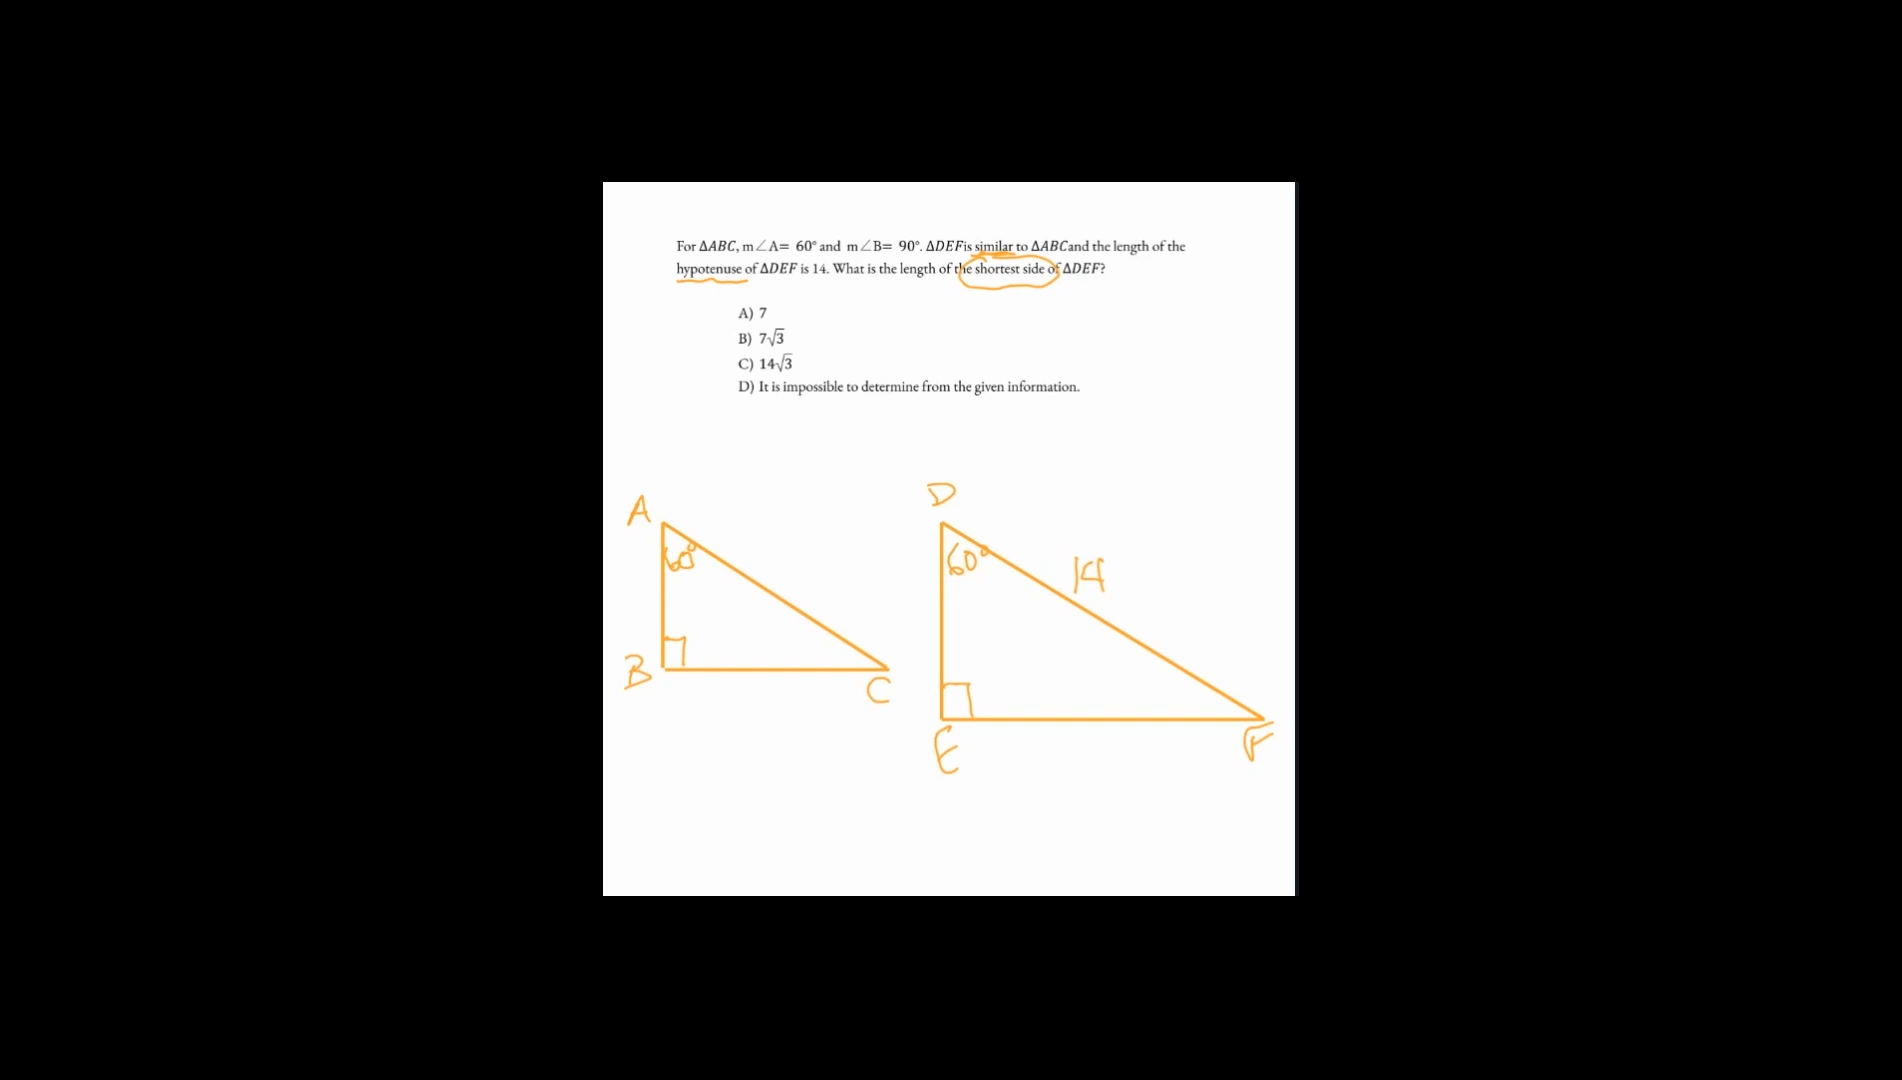 For ΔABC, m∠A= 60° and m∠B= 90°. ΔDEFis similar to ΔABCand the length of the
hypotenuse of ΔDEF is 14. What is the length of the shortest side of ΔDEF?
A) 7
B) 7√3
C) 14√3
D) It is impossible to determine from the given information.
A
60°
B
C
D
60°
14
E
F